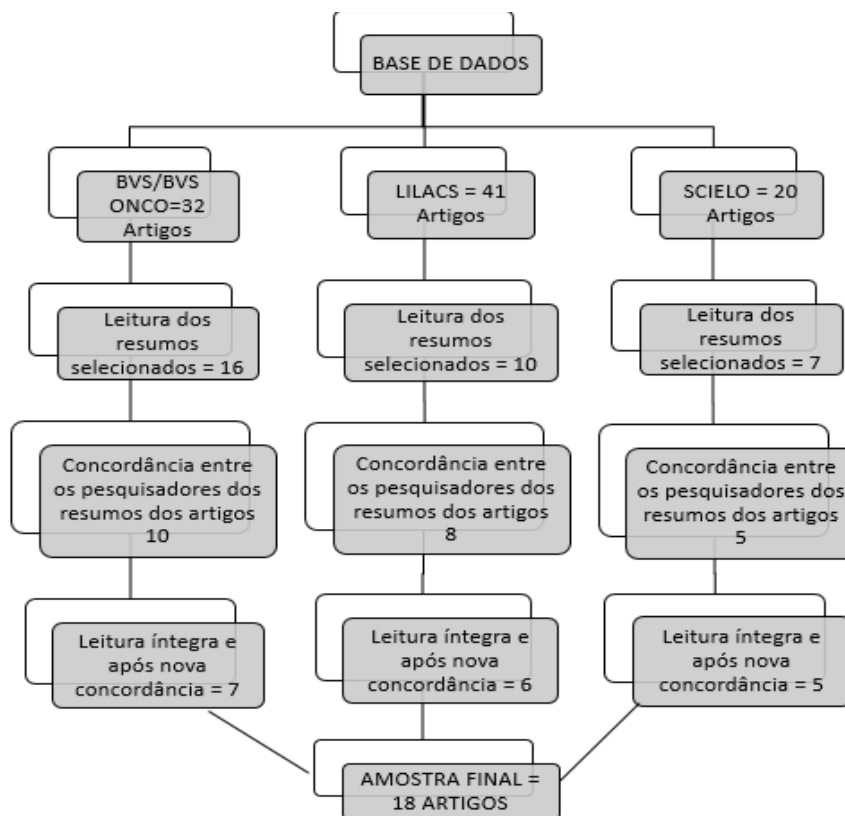 BASE DE DADOS
BVS/BVS
ONCO=32
Artigos
LILACS = 41
Artigos
SCIELO = 20
Artigos
Leitura dos
resumos
selecionados = 16
Leitura dos
resumos
selecionados = 10
Leitura dos
resumos
selecionados = 7
Concordância entre
os pesquisadores dos
resumos dos artigos
10
Concordância entre
os pesquisadores dos
resumos dos artigos
8
Concordância entre
os pesquisadores dos
resumos dos artigos
5
Leitura íntegra e
após nova
concordância = 7
Leitura íntegra e
após nova
concordância = 6
Leitura íntegra e
após nova
concordância = 5
AMOSTRA FINAL =
18 ARTIGOS